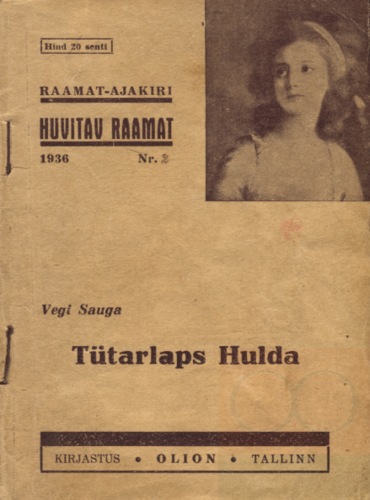 Hind 20 senti
RAAMAT-AJAKIRI
HUVITAV RAAMAT
1936 Nr. 2
Vegi Sauga
Tütarlaps Hulda
KIRJASTUS • OLION • TALLINN